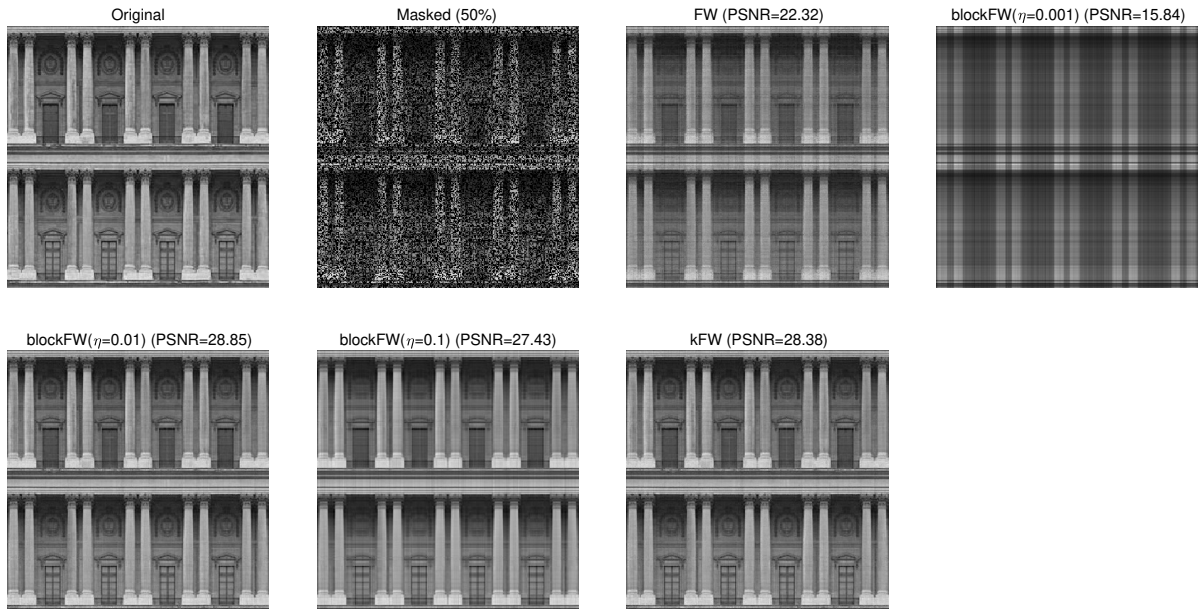 Original
Masked (50%)
FW (PSNR=22.32)
blockFW(η=0.001) (PSNR=15.84)
blockFW(η=0.01) (PSNR=28.85)
blockFW(η=0.1) (PSNR=27.43)
kFW (PSNR=28.38)